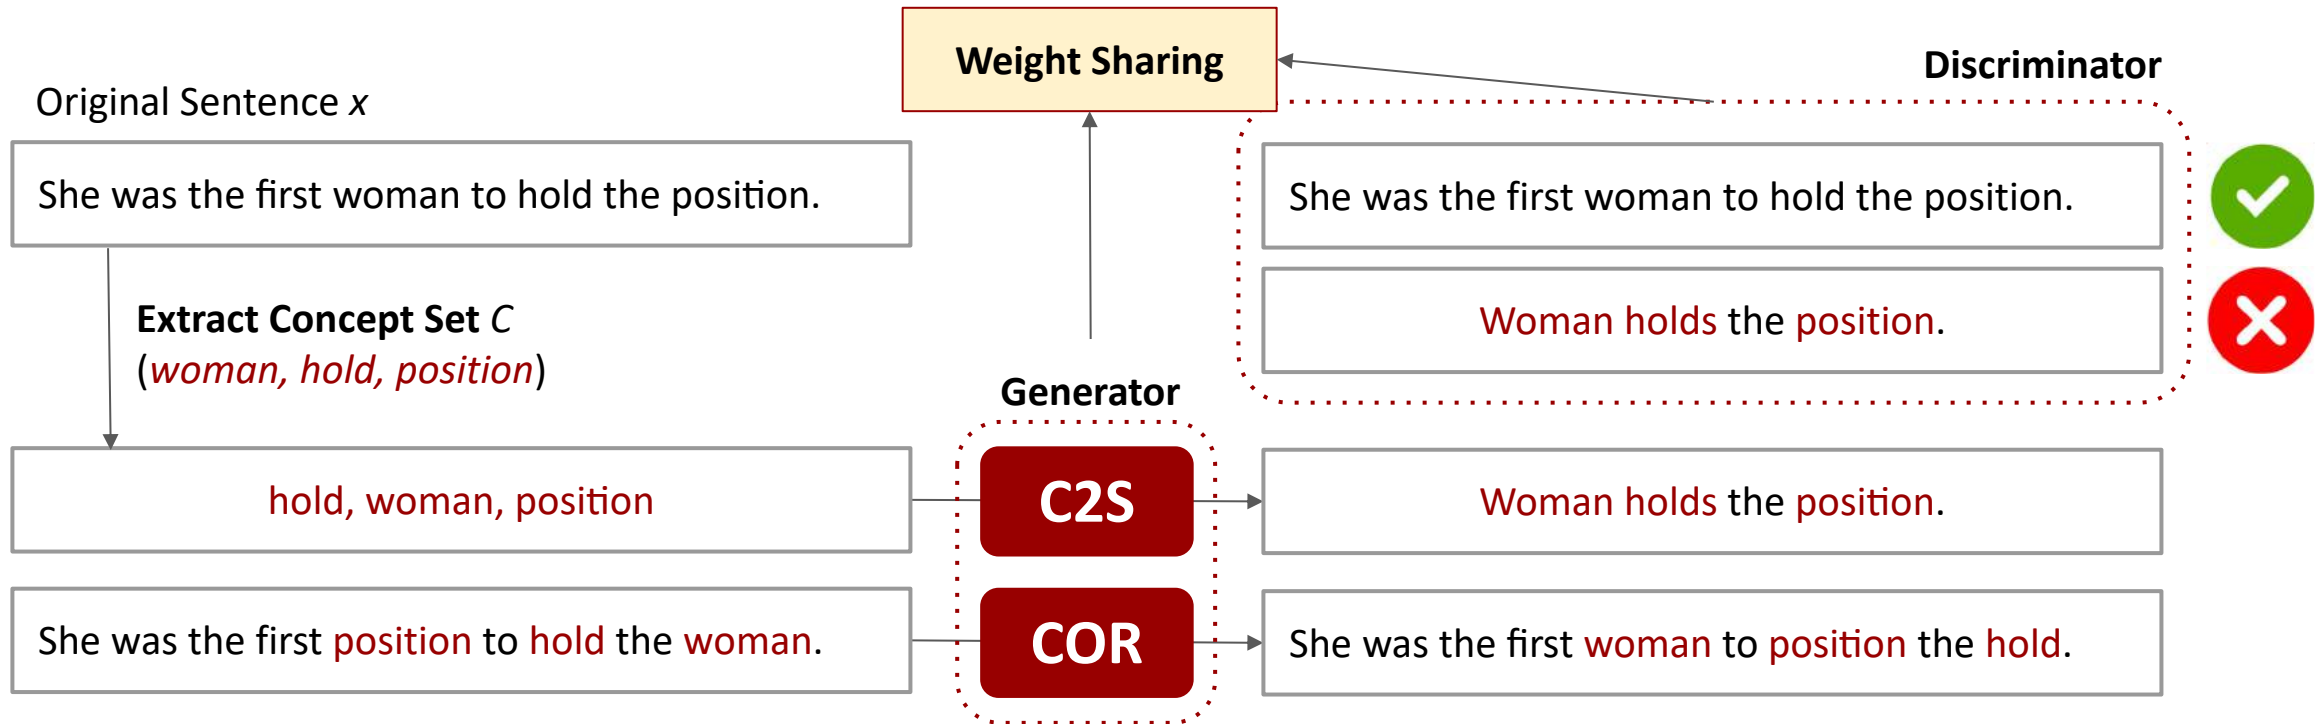 Weight Sharing
Discriminator
Original Sentence x
She was the first woman to hold the position.
She was the first woman to hold the position.
Extract Concept Set C
(woman, hold, position)
Woman holds the position.
Generator
hold, woman, position
C2S
Woman holds the position.
She was the first position to hold the woman.
COR
She was the first woman to position the hold.